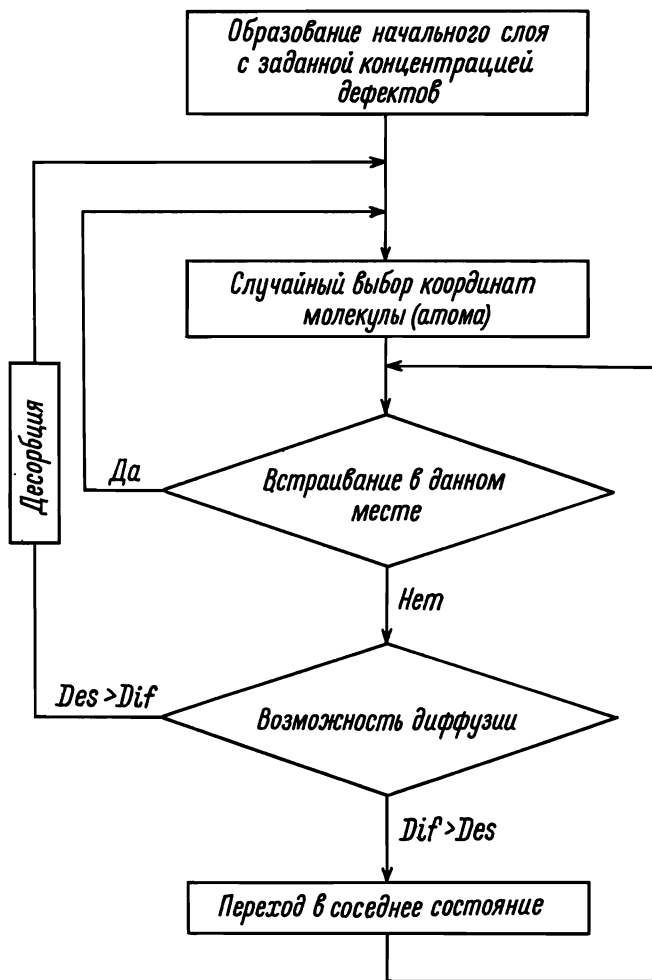 Образование начального слоя
с заданной концентрацией
дефектов
Случайный выбор координат
молекулы (атома)
Десорбция
Да
Встраивание в данном
месте
Нет
Des>Dif
Возможность диффузии
Dif>Des
Переход в соседнее состояние